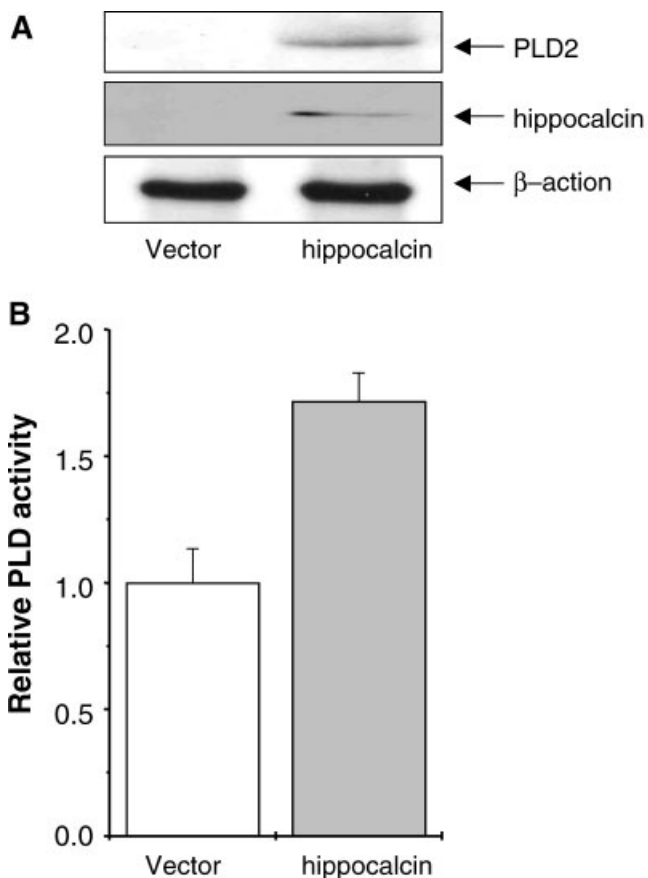 A
PLD2
hippocalcin
β–action
Vector hippocalcin
B
Relative PLD activity
2.0
1.5
1.0
0.5
0.0
Vector hippocalcin